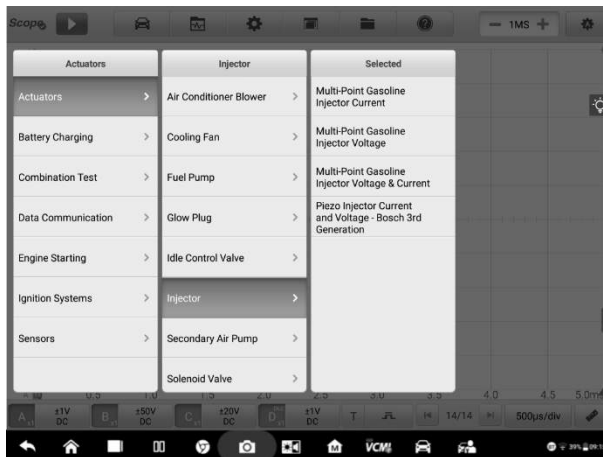 Scope
1MS
Actuators
Injector
Selected
Actuators
Air Conditioner Blower
Multi-Point Gasoline
Injector Current
Battery Charging
Cooling Fan
Multi-Point Gasoline
Injector Voltage
Combination Test
Fuel Pump
Multi-Point Gasoline
Injector Voltage & Current
Data Communication
Glow Plug
Piezo Injector Current
and Voltage - Bosch 3rd
Generation
Engine Starting
Idle Control Valve
Ignition Systems
Injector
Sensors
Secondary Air Pump
Solenoid Valve
4.0 4.5 5.0m
A x1 ±1V DC B ±50V DC C ±20V DC D ±1V DC T 14/14 500μs/div
VCMI 39%